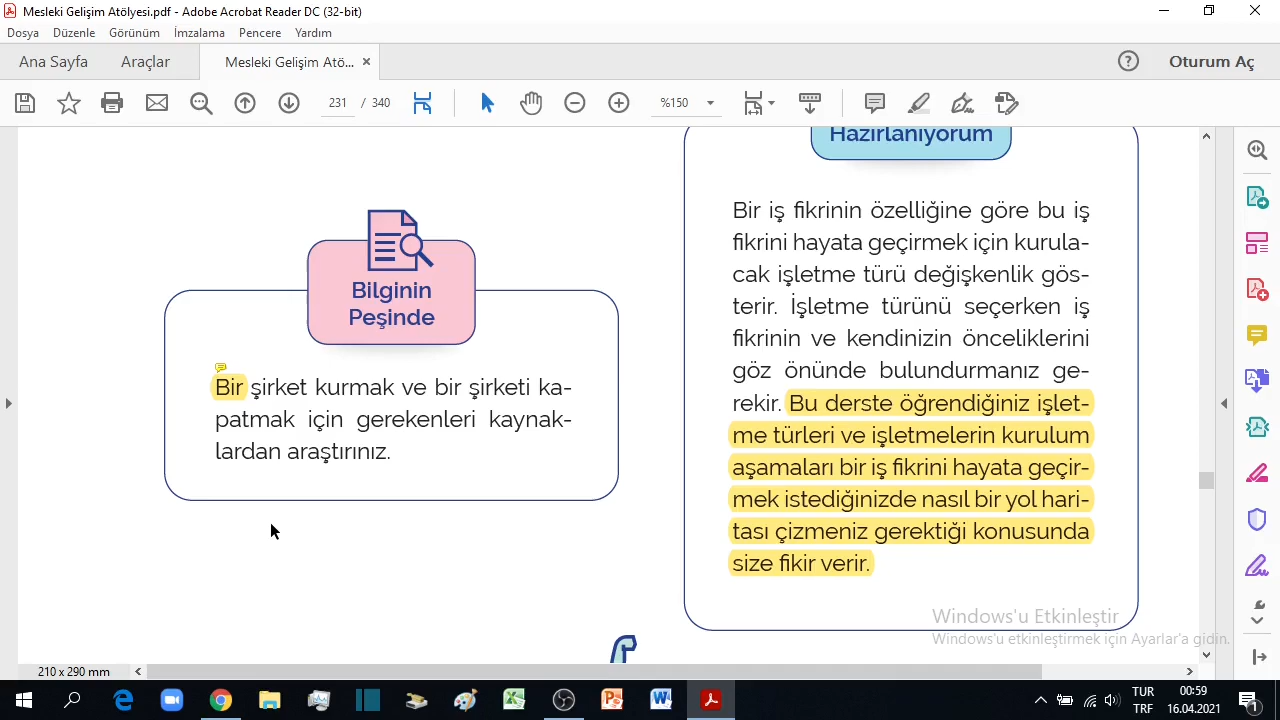 Mesleki Gelişim Atölyesi.pdf - Adobe Acrobat Reader DC (32-bit)
Dosya Düzenle Görünüm İmzalama Pencere Yardım
Ana Sayfa Araçlar Mesleki Gelişim Atö... × Oturum Aç
231 / 340 %150
Bilginin
Peşinde
Bir şirket kurmak ve bir şirketi ka-
patmak için gerekenleri kaynak-
lardan araştırınız.
Hazırlanıyorum
Bir iş fikrinin özelliğine göre bu iş
fikrini hayata geçirmek için kurula-
cak işletme türü değişkenlik gös-
terir. İşletme türünü seçerken iş
fikrinin ve kendinizin önceliklerini
göz önünde bulundurmanız ge-
rekir. Bu derste öğrendiğiniz işlet-
me türleri ve işletmelerin kurulum
aşamaları bir iş fikrini hayata geçir-
mek istediğinizde nasıl bir yol hari-
tası çizmeniz gerektiği konusunda
size fikir verir.
Windows'u Etkinleştir
Windows'u etkinleştirmek için Ayarlar'a gidin.
210 x 290 mm
TUR 00:59
TRF 16.04.2021
1